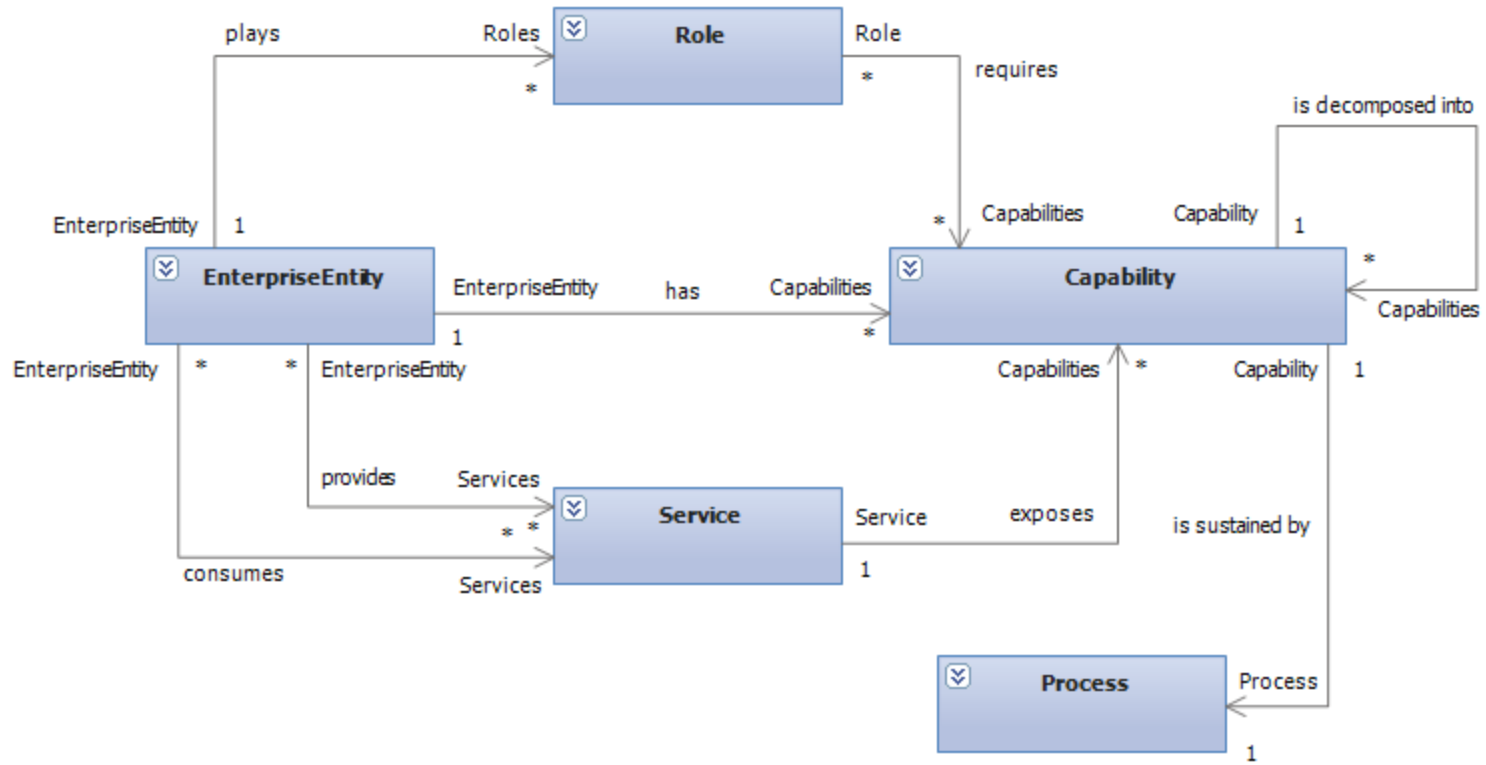 plays
Roles
*
Role
Role
*
requires
is decomposed into
EnterpriseEntity
1
*
Capabilities
Capability
1
*
Capabilities
EnterpriseEntity
EnterpriseEntity
1
has
Capabilities
*
Capability
EnterpriseEntity
*
*
EnterpriseEntity
Capabilities
*
Capability
1
provides
Services
*
*
consumes
Services
Service
Service
1
exposes
is sustained by
Process
Process
1